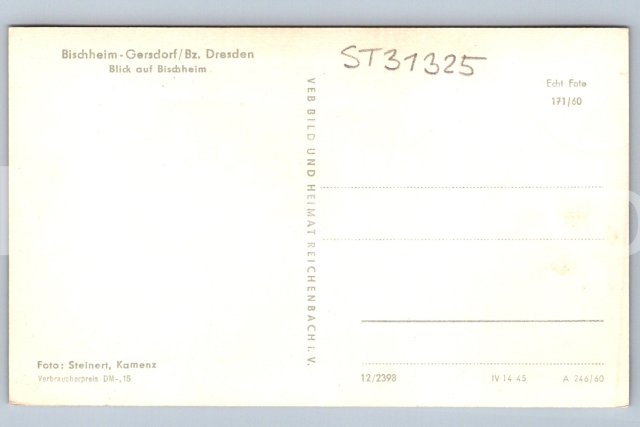 Bischheim-Gersdorf/Bz. Dresden
Blick auf Bischheim
ST31325
Echt Foto
171/60
VEB BILD UND HEIMAT REICHENBACH i. V.
Foto: Steinert, Kamenz
Verbraucherpreis DM -,15
12/2398
IV-14-45
A 246/60